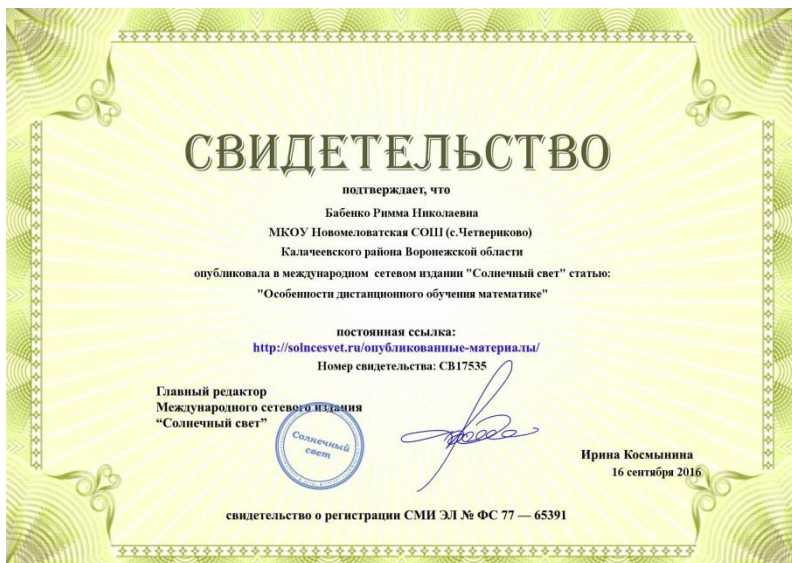 СВИДЕТЕЛЬСТВО
подтверждает, что
Бабенко Римма Николаевна
МКОУ Новомеловатская СОШ (с.Четвериково)
Калачеевского района Воронежской области
опубликовала в международном сетевом издании "Солнечный свет" статью:
"Особенности дистанционного обучения математике"
постоянная ссылка:
http://solncesvet.ru/опубликованные-материалы/
Номер свидетельства: СВ17535
Главный редактор
Международного сетевого издания
“Солнечный свет”
Солнечный
свет
Ирина Космынина
16 сентября 2016
свидетельство о регистрации СМИ ЭЛ № ФС 77 — 65391